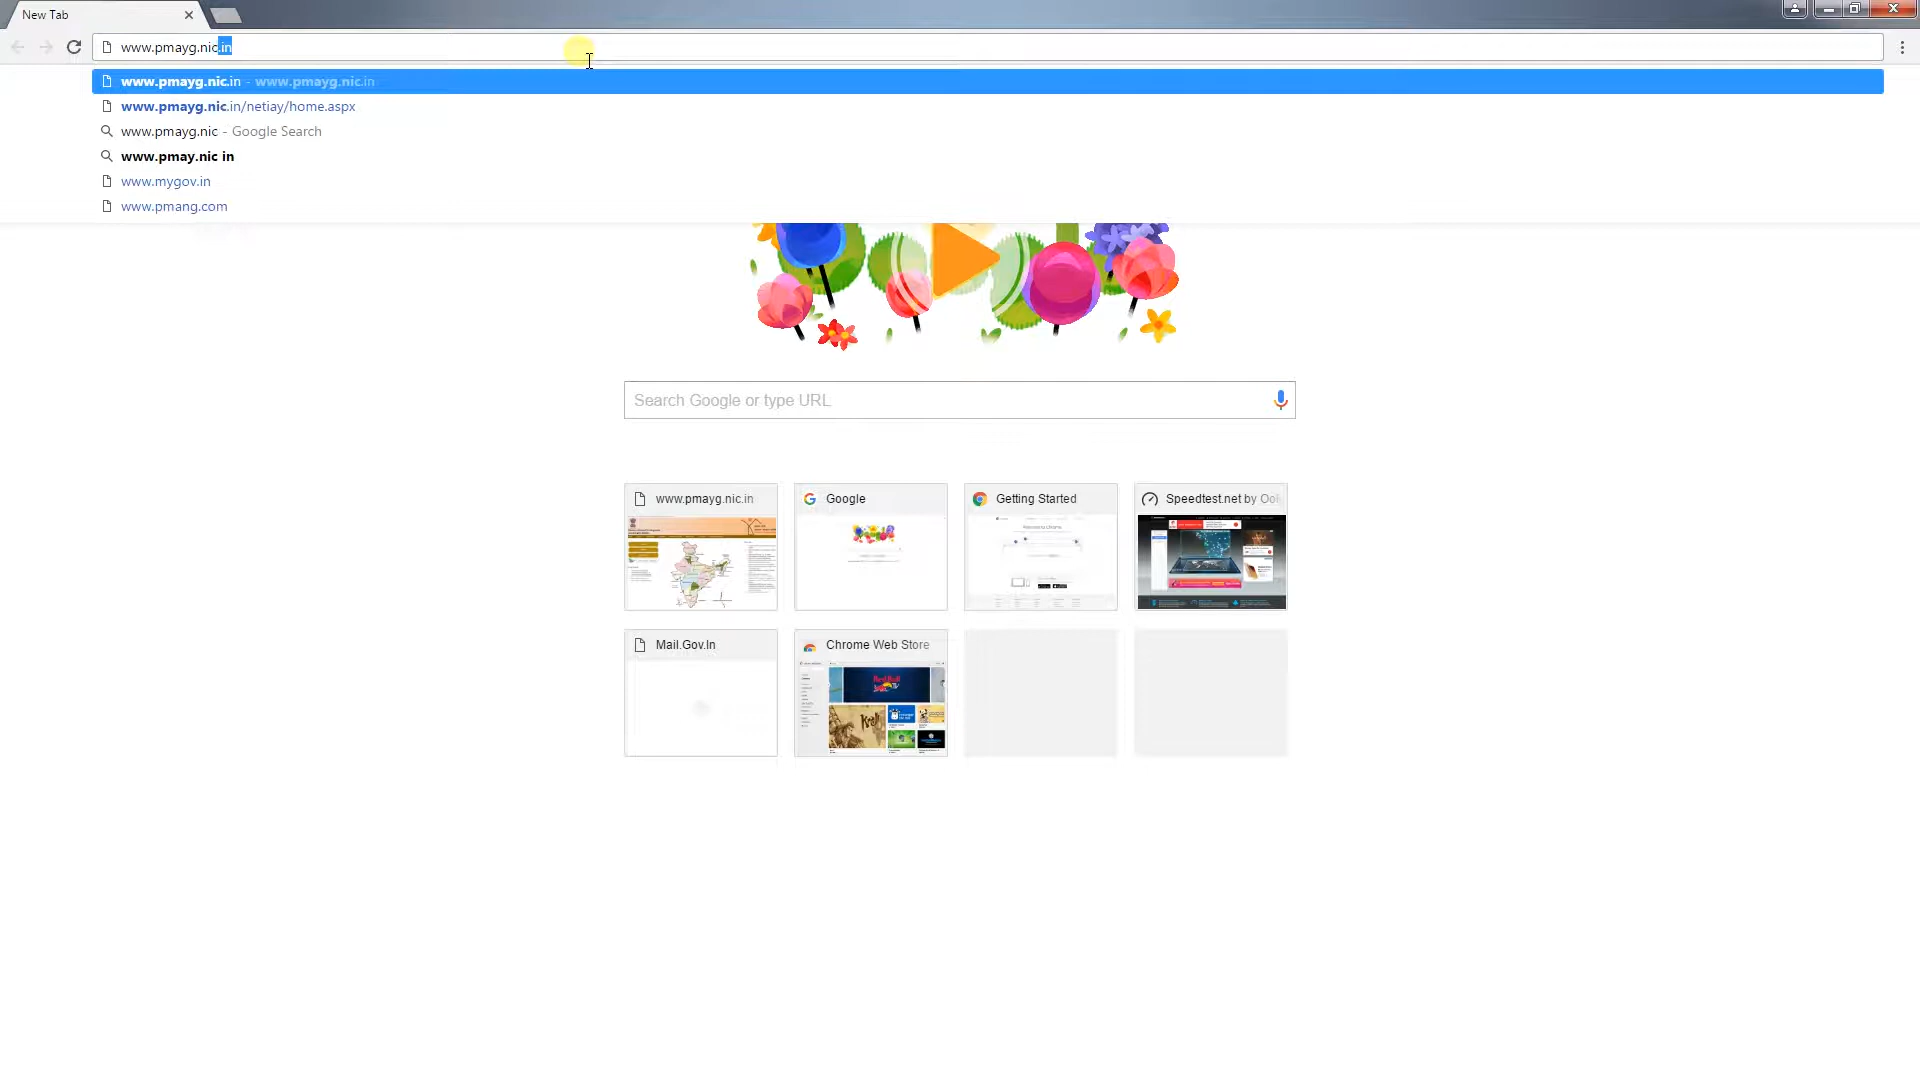 New Tab
www.pmayg.nic.in
www.pmayg.nic.in - www.pmayg.nic.in
www.pmayg.nic.in/netiay/home.aspx
www.pmayg.nic - Google Search
www.pmay.nic in
www.mygov.in
www.pmang.com
Search Google or type URL
www.pmayg.nic.in
Google
Getting Started
Speedtest.net by Ook
Mail.Gov.In
Chrome Web Store